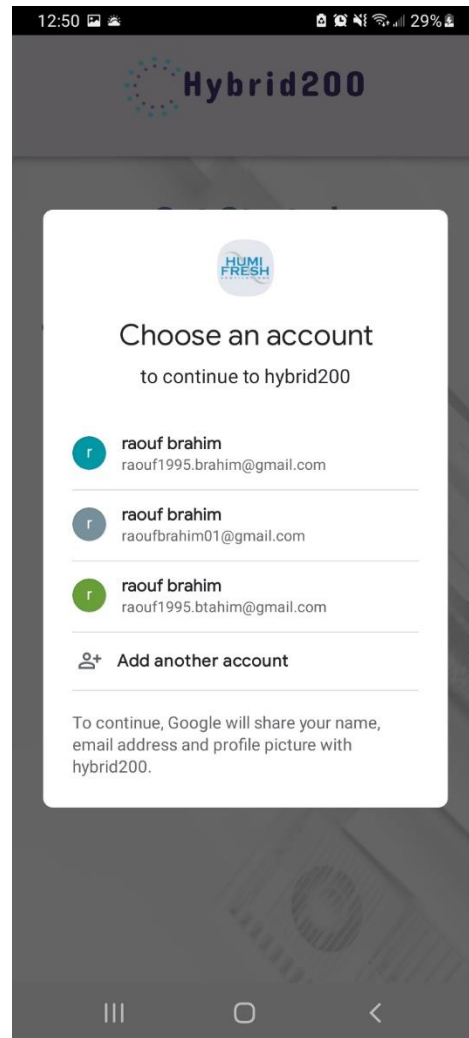 12:50 29%
Hybrid200
Get Started
HUMI
FRESH
Choose an account
to continue to hybrid200
r raouf brahim
raouf1995.brahim@gmail.com
r raouf brahim
raoufbrahim01@gmail.com
r raouf brahim
raouf1995.btahim@gmail.com
Add another account
To continue, Google will share your name,
email address and profile picture with
hybrid200.